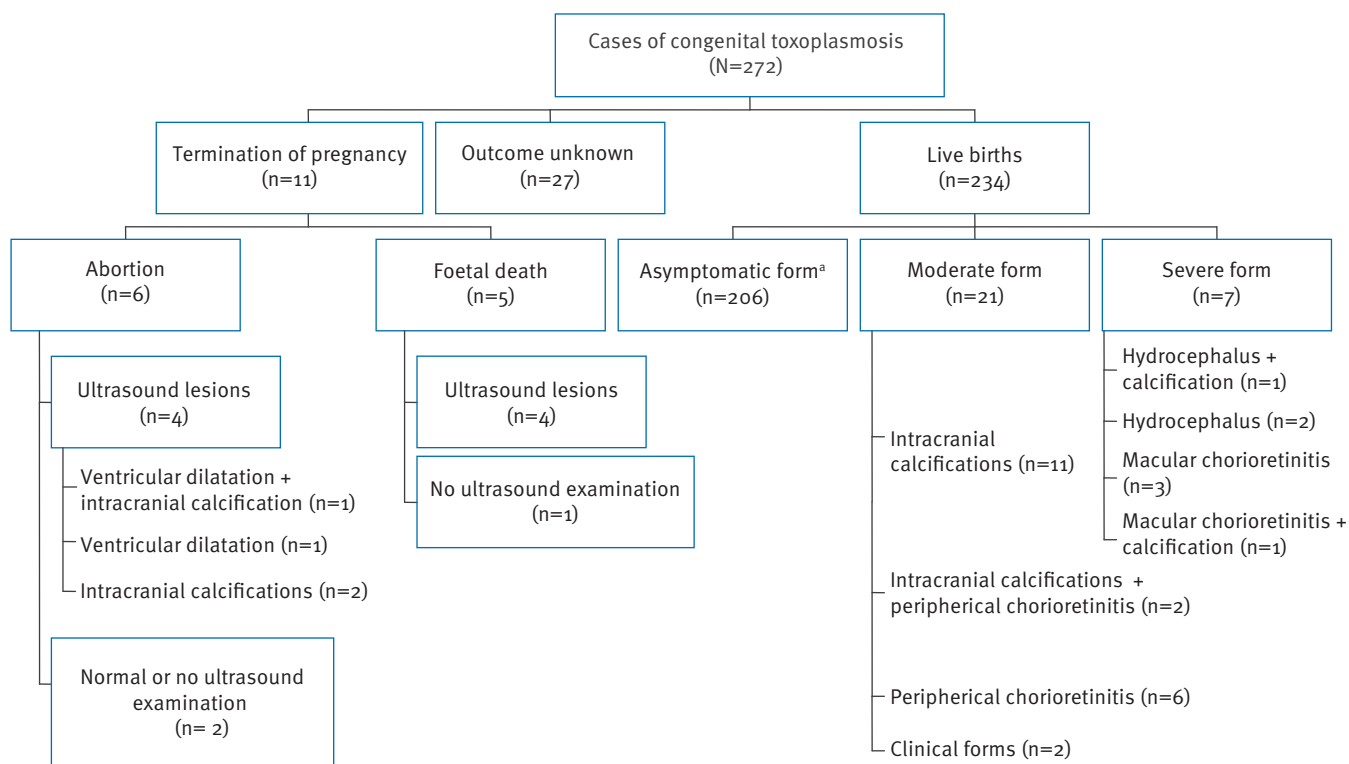 Cases of congenital toxoplasmosis
(N=272)
Termination of pregnancy
(n=11)
Outcome unknown
(n=27)
Live births
(n=234)
Abortion
(n=6)
Foetal death
(n=5)
Asymptomatic formª
(n=206)
Moderate form
(n=21)
Severe form
(n=7)
Ultrasound lesions
(n=4)
Ventricular dilatation +
intracranial calcification (n=1)
Ventricular dilatation (n=1)
Intracranial calcifications (n=2)
Normal or no ultrasound
examination
(n= 2)
Ultrasound lesions
(n=4)
No ultrasound examination
(n=1)
Intracranial
calcifications (n=11)
Intracranial calcifications +
peripherical chorioretinitis (n=2)
Peripherical chorioretinitis (n=6)
Clinical forms (n=2)
Hydrocephalus +
calcification (n=1)
Hydrocephalus (n=2)
Macular chorioretinitis
(n=3)
Macular chorioretinitis +
calcification (n=1)